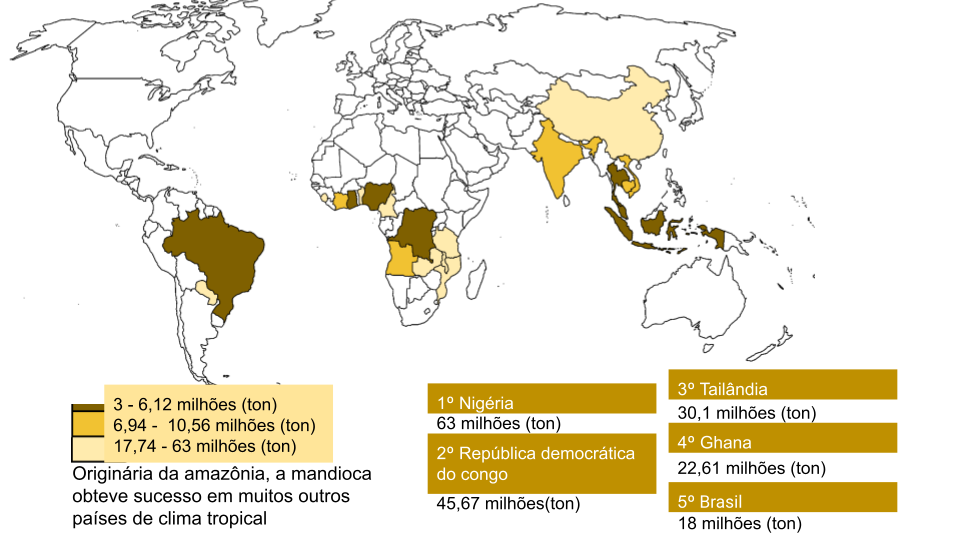 3 - 6,12 milhões (ton)
6,94 -  10,56 milhões (ton)
17,74 - 63 milhões (ton)
Originária da amazônia, a mandioca
obteve sucesso em muitos outros
países de clima tropical
1º Nigéria
63 milhões (ton)
2º República democrática
do congo
45,67 milhões(ton)
3º Tailândia
30,1 milhões (ton)
4º Ghana
22,61 milhões (ton)
5º Brasil
18 milhões (ton)